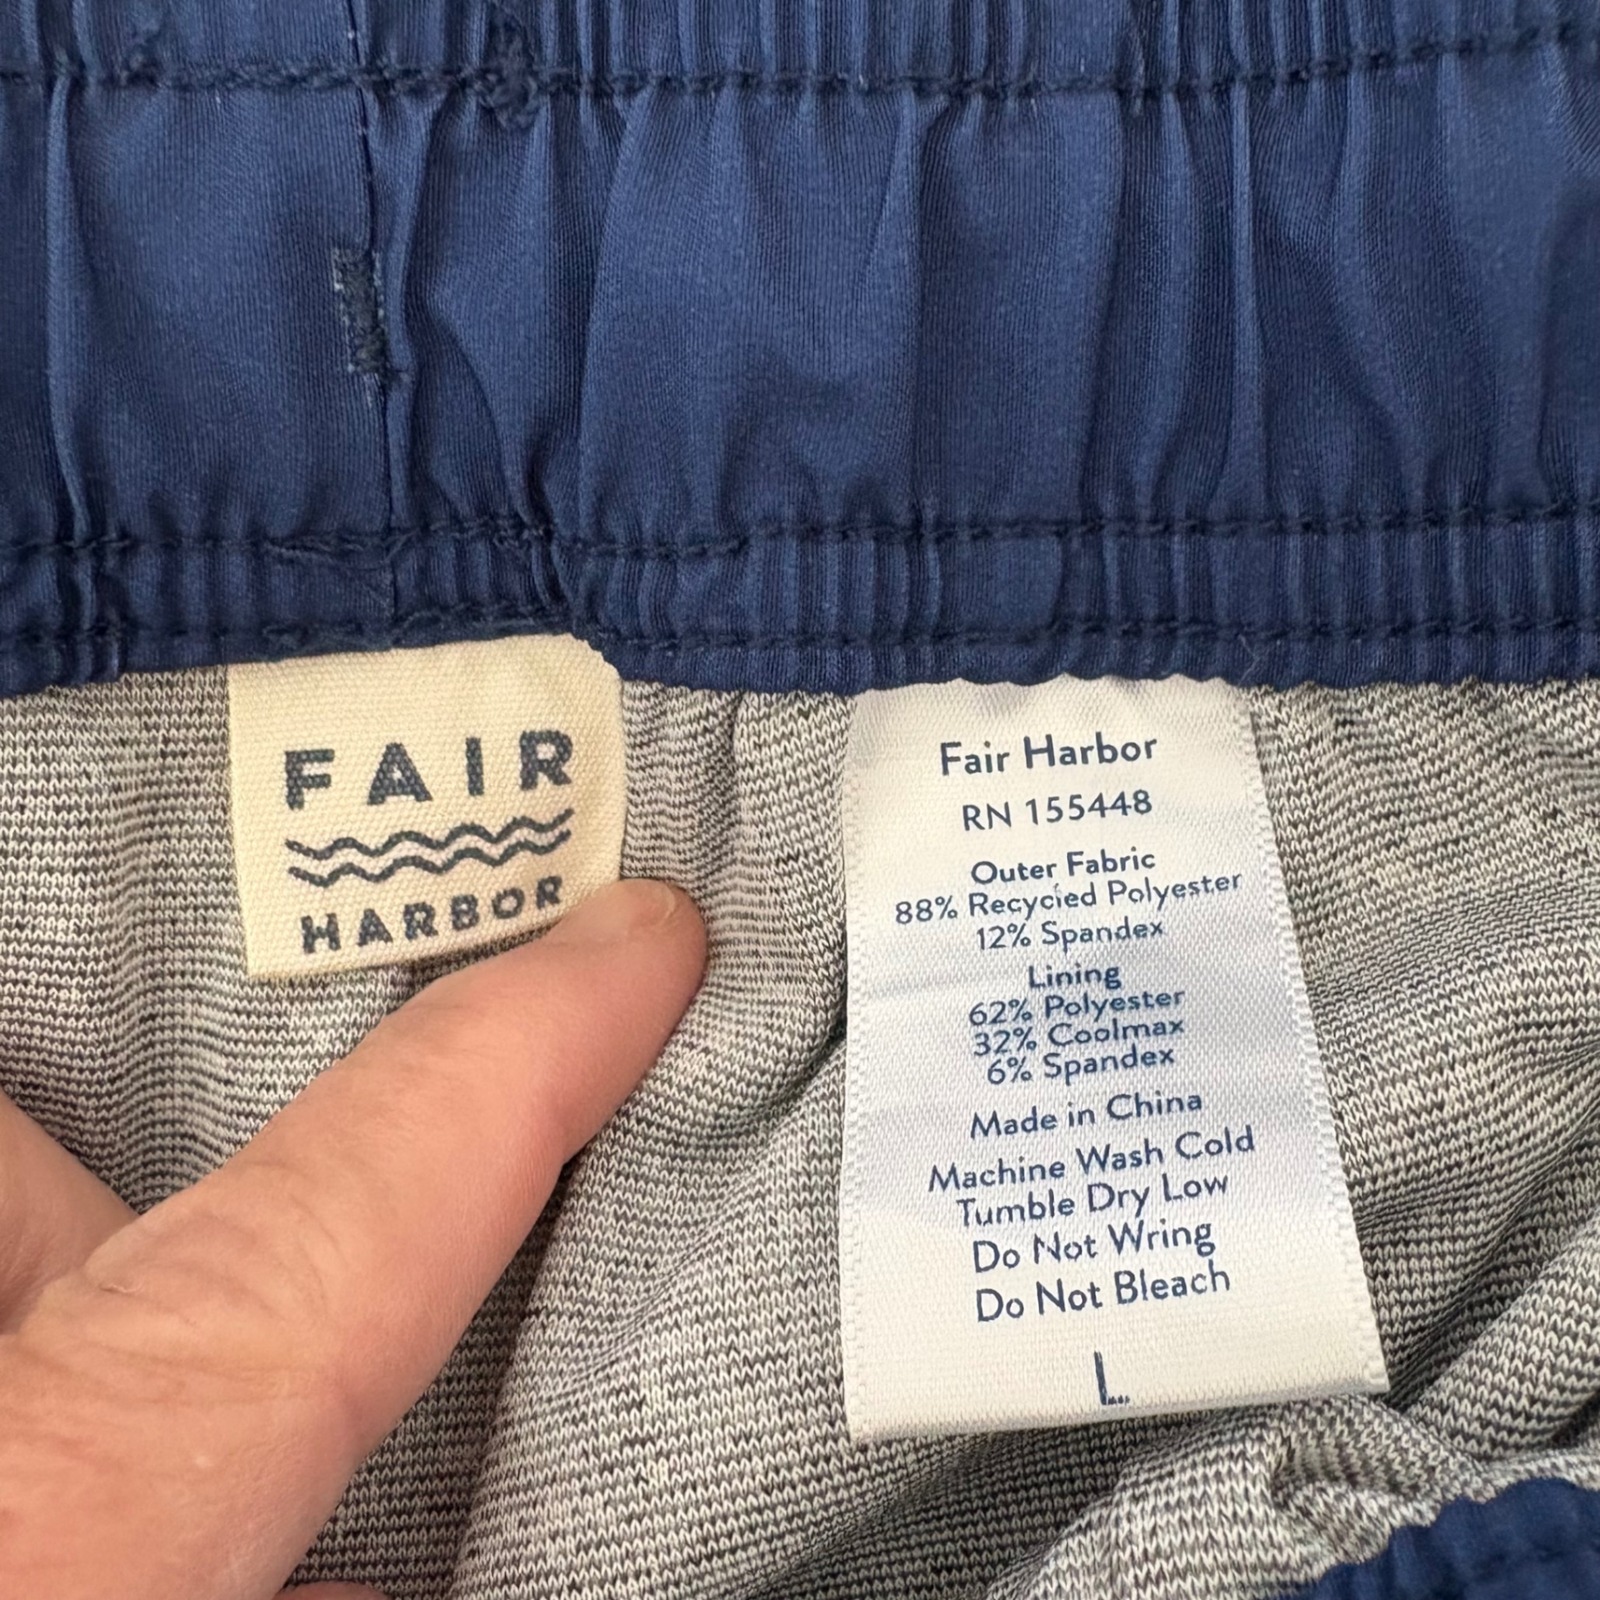 FAIR
HARBOR
Fair Harbor
RN 155448
Outer Fabric
88% Recycled Polyester
12% Spandex
Lining
62% Polyester
32% Coolmax
6% Spandex
Made in China
Machine Wash Cold
Tumble Dry Low
Do Not Wring
Do Not Bleach
L